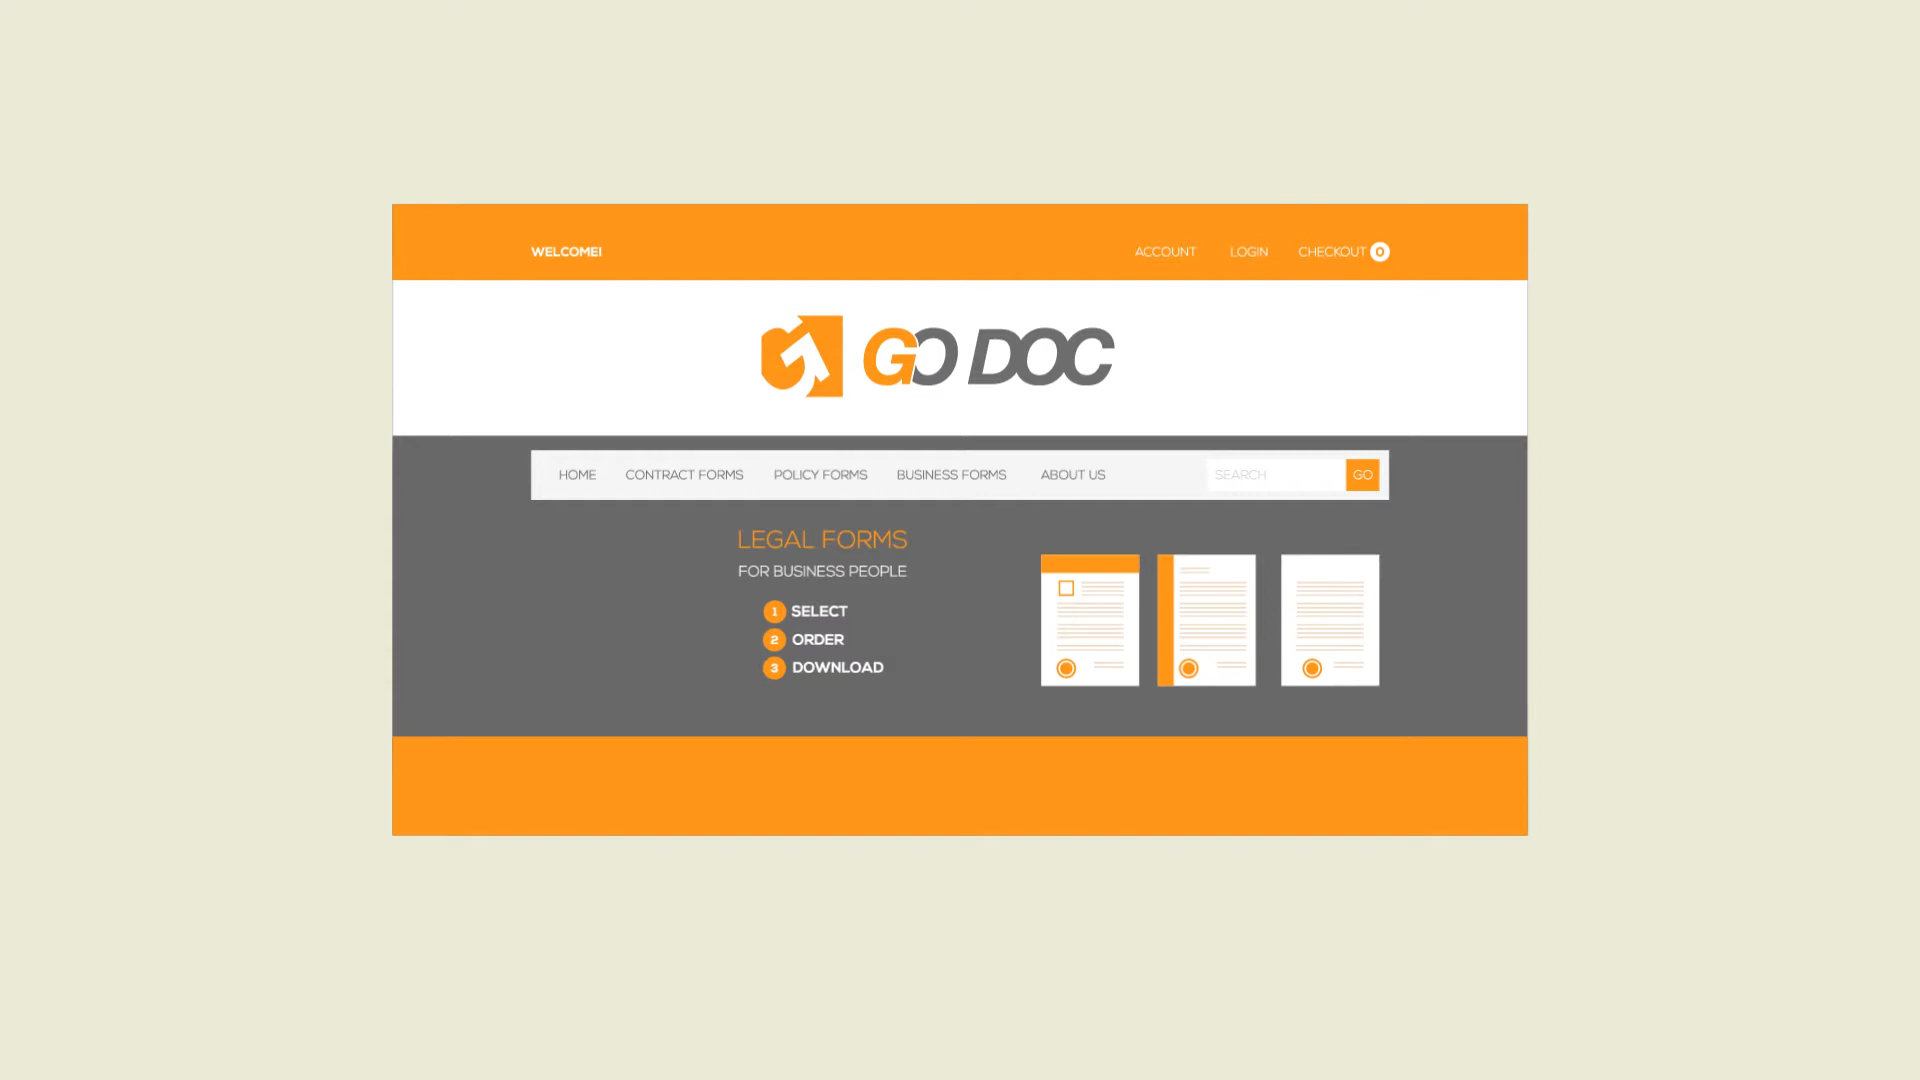 WELCOME! ACCOUNT LOGIN CHECKOUT 0
GO DOC
HOME CONTRACT FORMS POLICY FORMS BUSINESS FORMS ABOUT US SEARCH GO
LEGAL FORMS
FOR BUSINESS PEOPLE
1 SELECT
2 ORDER
3 DOWNLOAD